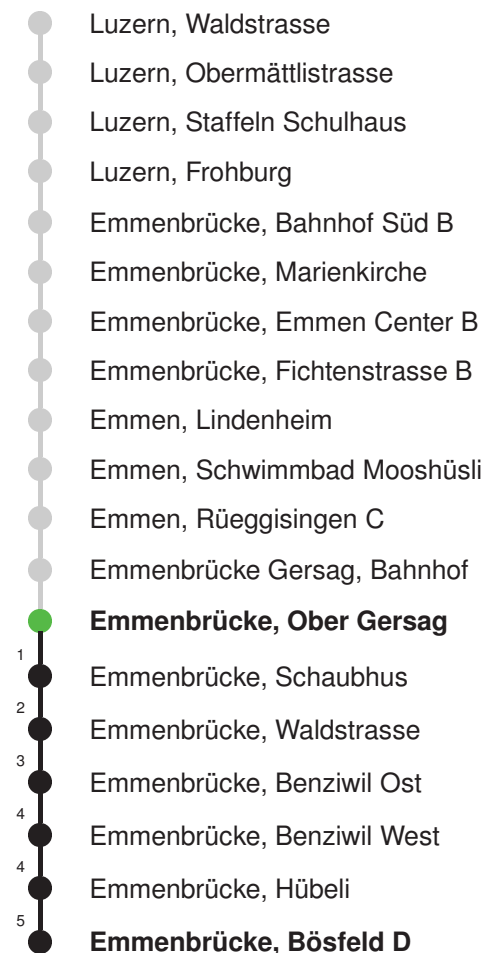 Luzern, Waldstrasse
Luzern, Obermättlistrasse
Luzern, Staffeln Schulhaus
Luzern, Frohburg
Emmenbrücke, Bahnhof Süd B
Emmenbrücke, Marienkirche
Emmenbrücke, Emmen Center B
Emmenbrücke, Fichtenstrasse B
Emmen, Lindenheim
Emmen, Schwimmbad Mooshüsli
Emmen, Rüeggisingen C
Emmenbrücke Gersag, Bahnhof
Emmenbrücke, Ober Gersag
1 Emmenbrücke, Schaubhus
2 Emmenbrücke, Waldstrasse
3 Emmenbrücke, Benziwil Ost
4 Emmenbrücke, Benziwil West
4 Emmenbrücke, Hübeli
5 Emmenbrücke, Bösfeld D